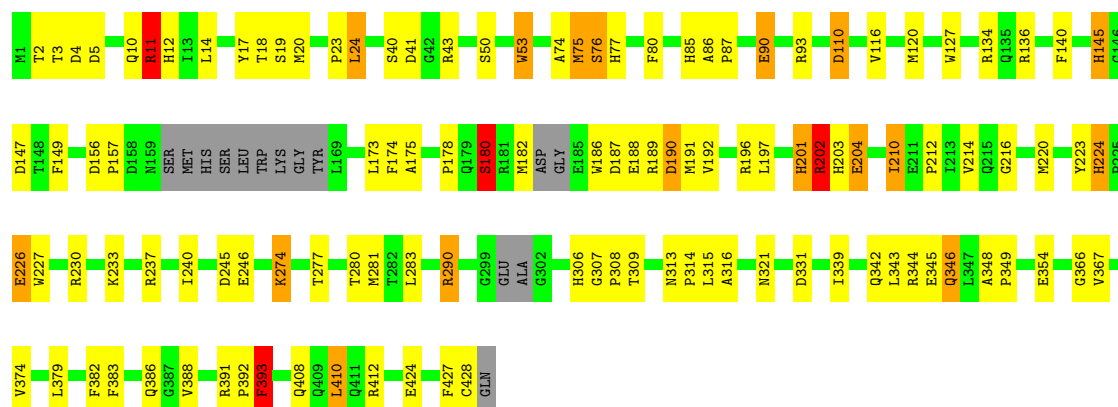 M1 T2 T3 D4 D5 Q10 R11 H12 I13 L14 Y17 T18 S19 M20 P23 L24 S40 D41 G42 R43 S50 W53 A74 M75 S76 H77 F80 H85 A86 P87 E90 R93 D110 V116 M120 W127 R134 Q135 R136 F140 H145 G146
D147 T148 F149 D156 P157 D158 N159 SER MET HIS SER LEU TRP LYS GLY TYR L169 L173 F174 A175 P178 Q179 S180 R181 M182 ASP GLY E185 W186 D187 E188 R189 D190 M191 V192 R196 L197 H201 R202 H203 E204 I210 E211 P212 I213 V214 Q215 G216 M220 Y223 H224 P225
E226 W227 R230 K233 R237 I240 D245 E246 K274 T277 T280 M281 T282 L283 R290 G299 GLU ALA G302 H306 G307 P308 T309 N313 P314 L315 A316 N321 D331 I339 Q342 L343 R344 E345 Q346 L347 A348 P349 E354 G366 V367
V374 L379 F382 F383 Q386 G387 V388 R391 P392 F393 Q408 Q409 L410 Q411 R412 E424 F427 C428 GLN